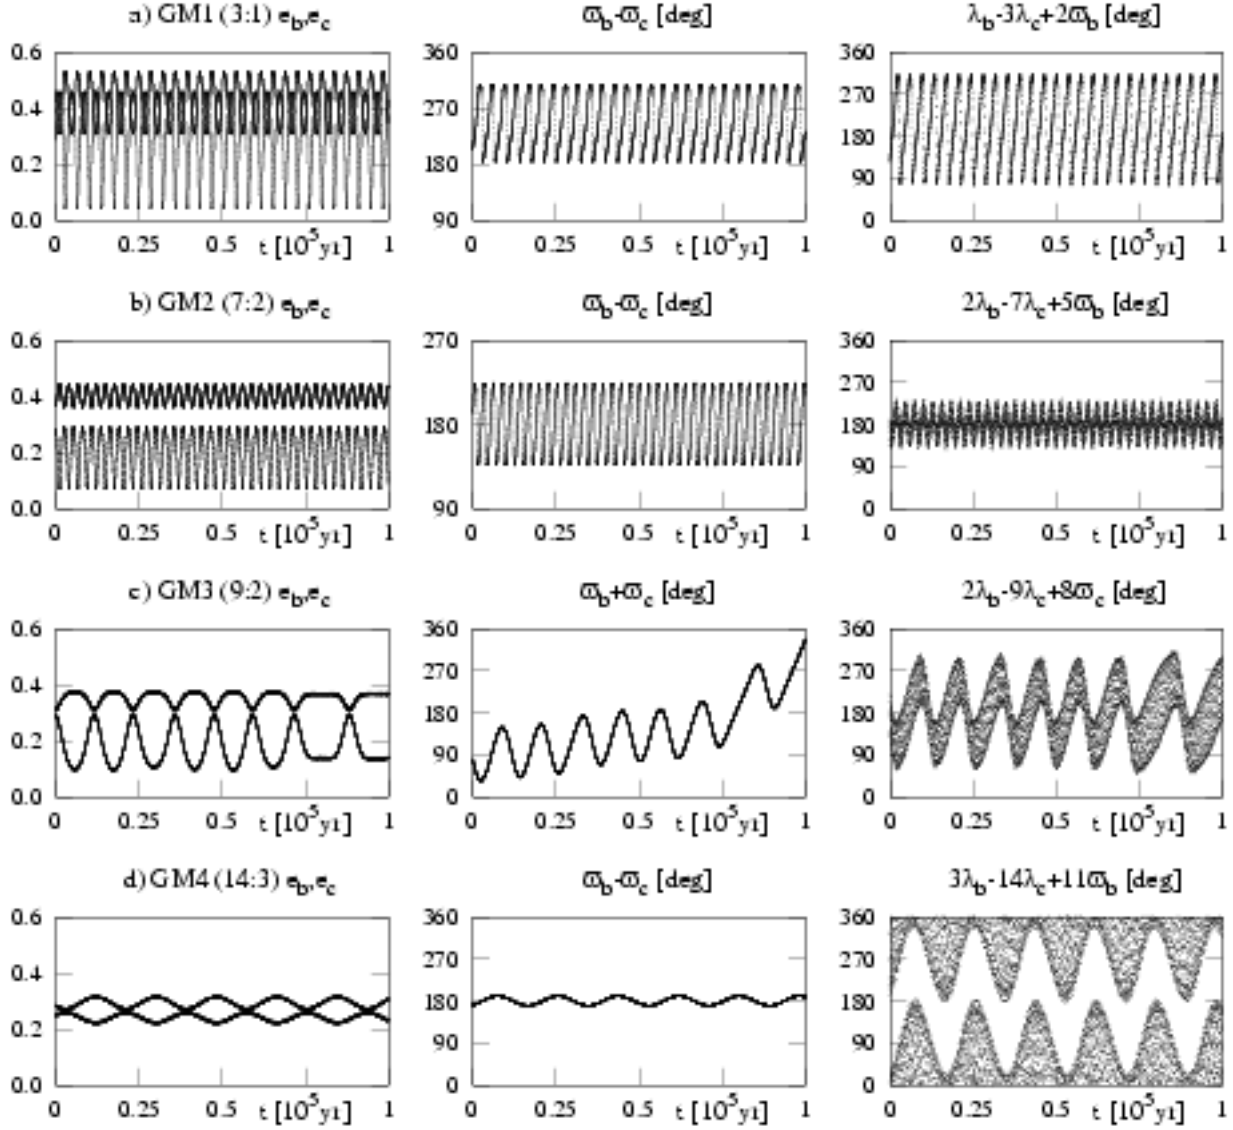 a) GM1 (3:1) e_b,e_c ϖ_b-ϖ_c [deg] λ_b-3λ_c+2ϖ_b [deg]
0.6 360 360
0.4 270 270
0.2 180 180
90
0.0 90 0
0 0.25 0.5 t [10^5 yr] 1 0 0.25 0.5 t [10^5 yr] 1 0 0.25 0.5 t [10^5 yr] 1
b) GM2 (7:2) e_b,e_c ϖ_b-ϖ_c [deg] 2λ_b-7λ_c+5ϖ_b [deg]
0.6 270 360
270
0.4
0.2 180 180
90
0.0 90 0
0 0.25 0.5 t [10^5 yr] 1 0 0.25 0.5 t [10^5 yr] 1 0 0.25 0.5 t [10^5 yr] 1
c) GM3 (9:2) e_b,e_c ϖ_b+ϖ_c [deg] 2λ_b-9λ_c+8ϖ_c [deg]
0.6 360 360
270 270
0.4
180 180
0.2
90 90
0.0 0 0
0 0.25 0.5 t [10^5 yr] 1 0 0.25 0.5 t [10^5 yr] 1 0 0.25 0.5 t [10^5 yr] 1
d) GM4 (14:3) e_b,e_c ϖ_b-ϖ_c [deg] 3λ_b-14λ_c+11ϖ_b [deg]
0.6 360 360
270 270
0.4
180 180
0.2
90 90
0.0 0 0
0 0.25 0.5 t [10^5 yr] 1 0 0.25 0.5 t [10^5 yr] 1 0 0.25 0.5 t [10^5 yr] 1